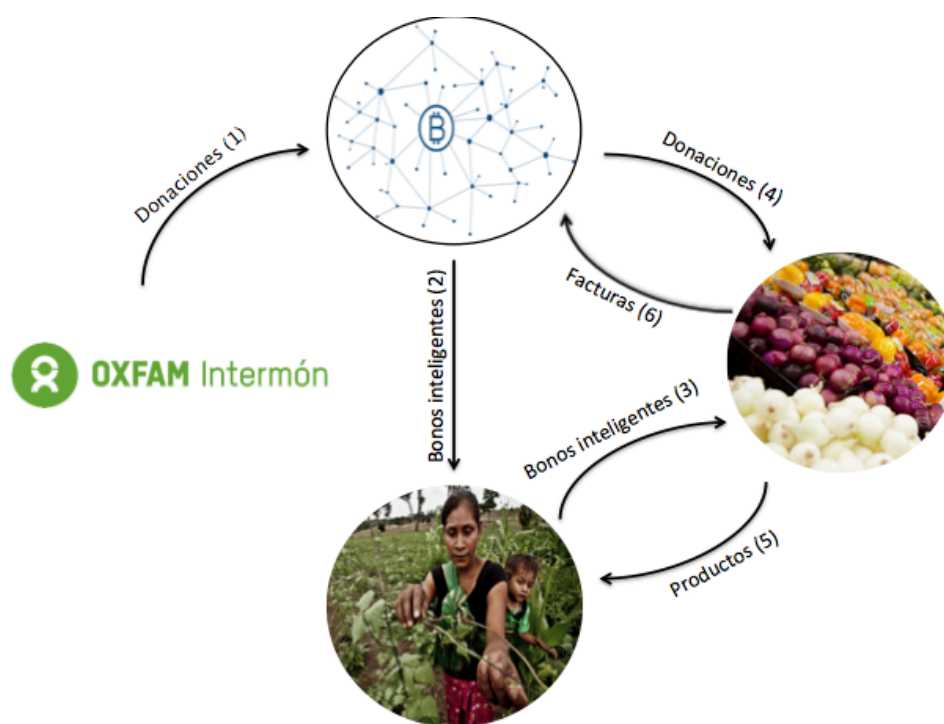 Donaciones (1)
Donaciones (4)
Facturas (6)
Bonos inteligentes (2)
OXFAM Intermón
Bonos inteligentes (3)
Productos (5)